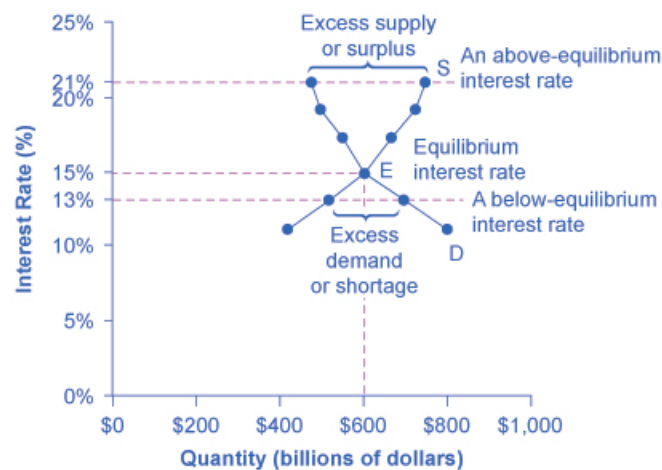 25%
Excess supply
or surplus
S
An above-equilibrium
interest rate
21%
20%
Equilibrium
interest rate
15%
E
13%
A below-equilibrium
interest rate
Excess
demand
or shortage
D
10%
5%
0%
$0 $200 $400 $600 $800 $1,000
Interest Rate (%)
Quantity (billions of dollars)